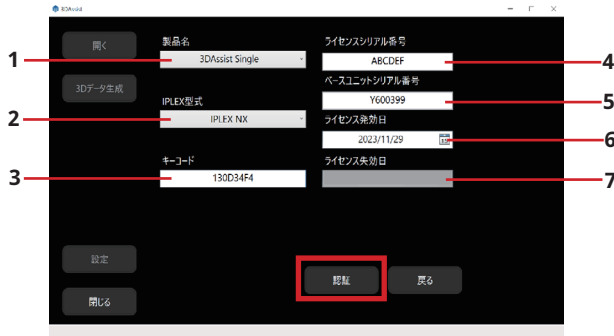 3DAssist
開く
3Dデータ生成
設定
閉じる
製品名
3DAssist Single
IPLEX型式
IPLEX NX
キーコード
130D34F4
ライセンスシリアル番号
ABCDEF
ベースユニットシリアル番号
Y600399
ライセンス発効日
2023/11/29
ライセンス失効日
認証
戻る
1
2
3
4
5
6
7